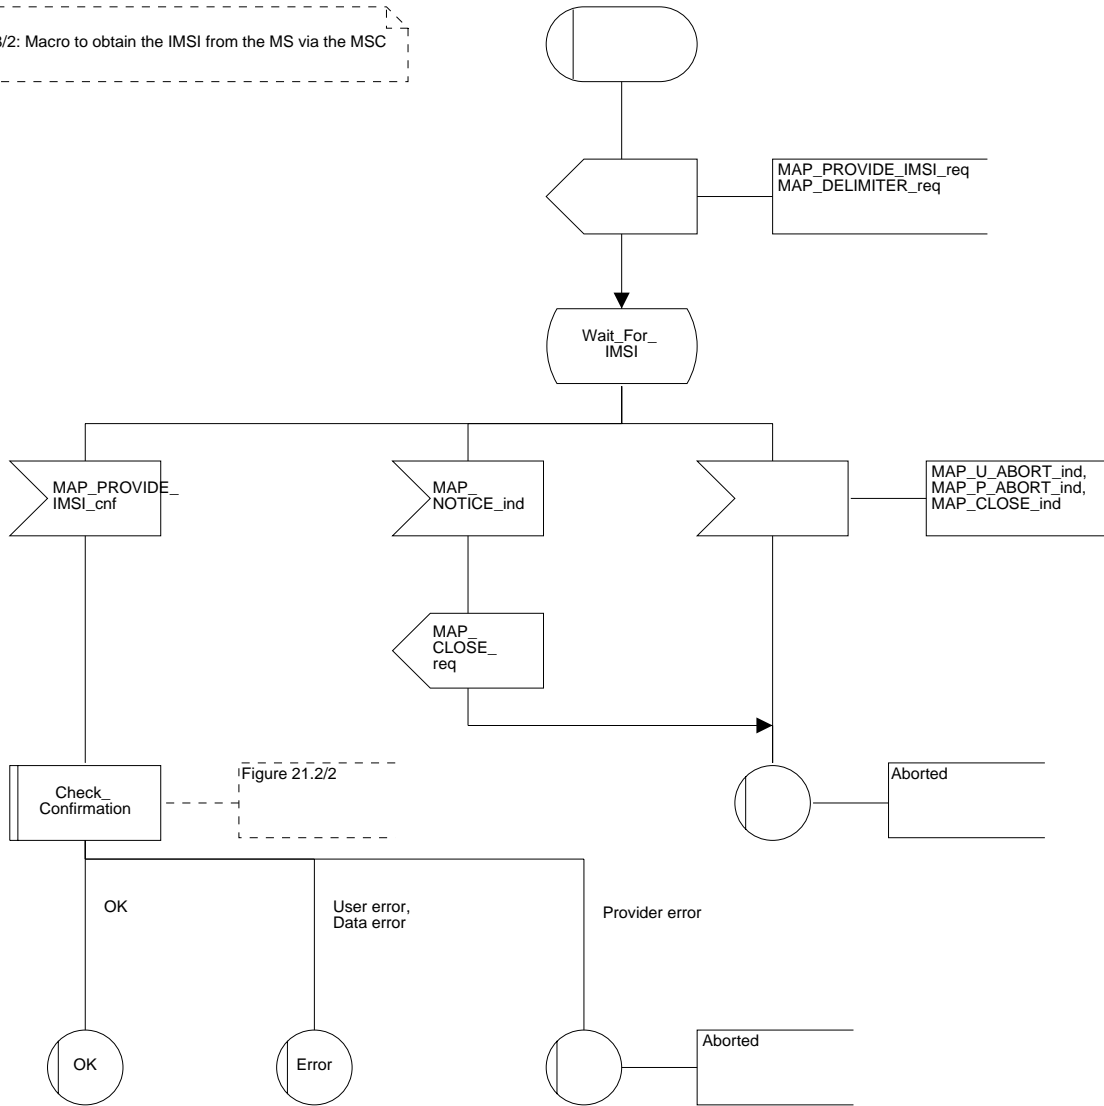 3/2: Macro to obtain the IMSI from the MS via the MSC
MAP_PROVIDE_IMSI_req
MAP_DELIMITER_req
Wait_For_
IMSI
MAP_PROVIDE_
IMSI_cnf
MAP_
NOTICE_ind
MAP_U_ABORT_ind,
MAP_P_ABORT_ind,
MAP_CLOSE_ind
MAP_
CLOSE_
req
Check_
Confirmation
Figure 21.2/2
Aborted
OK
User error,
Data error
Provider error
OK
Error
Aborted